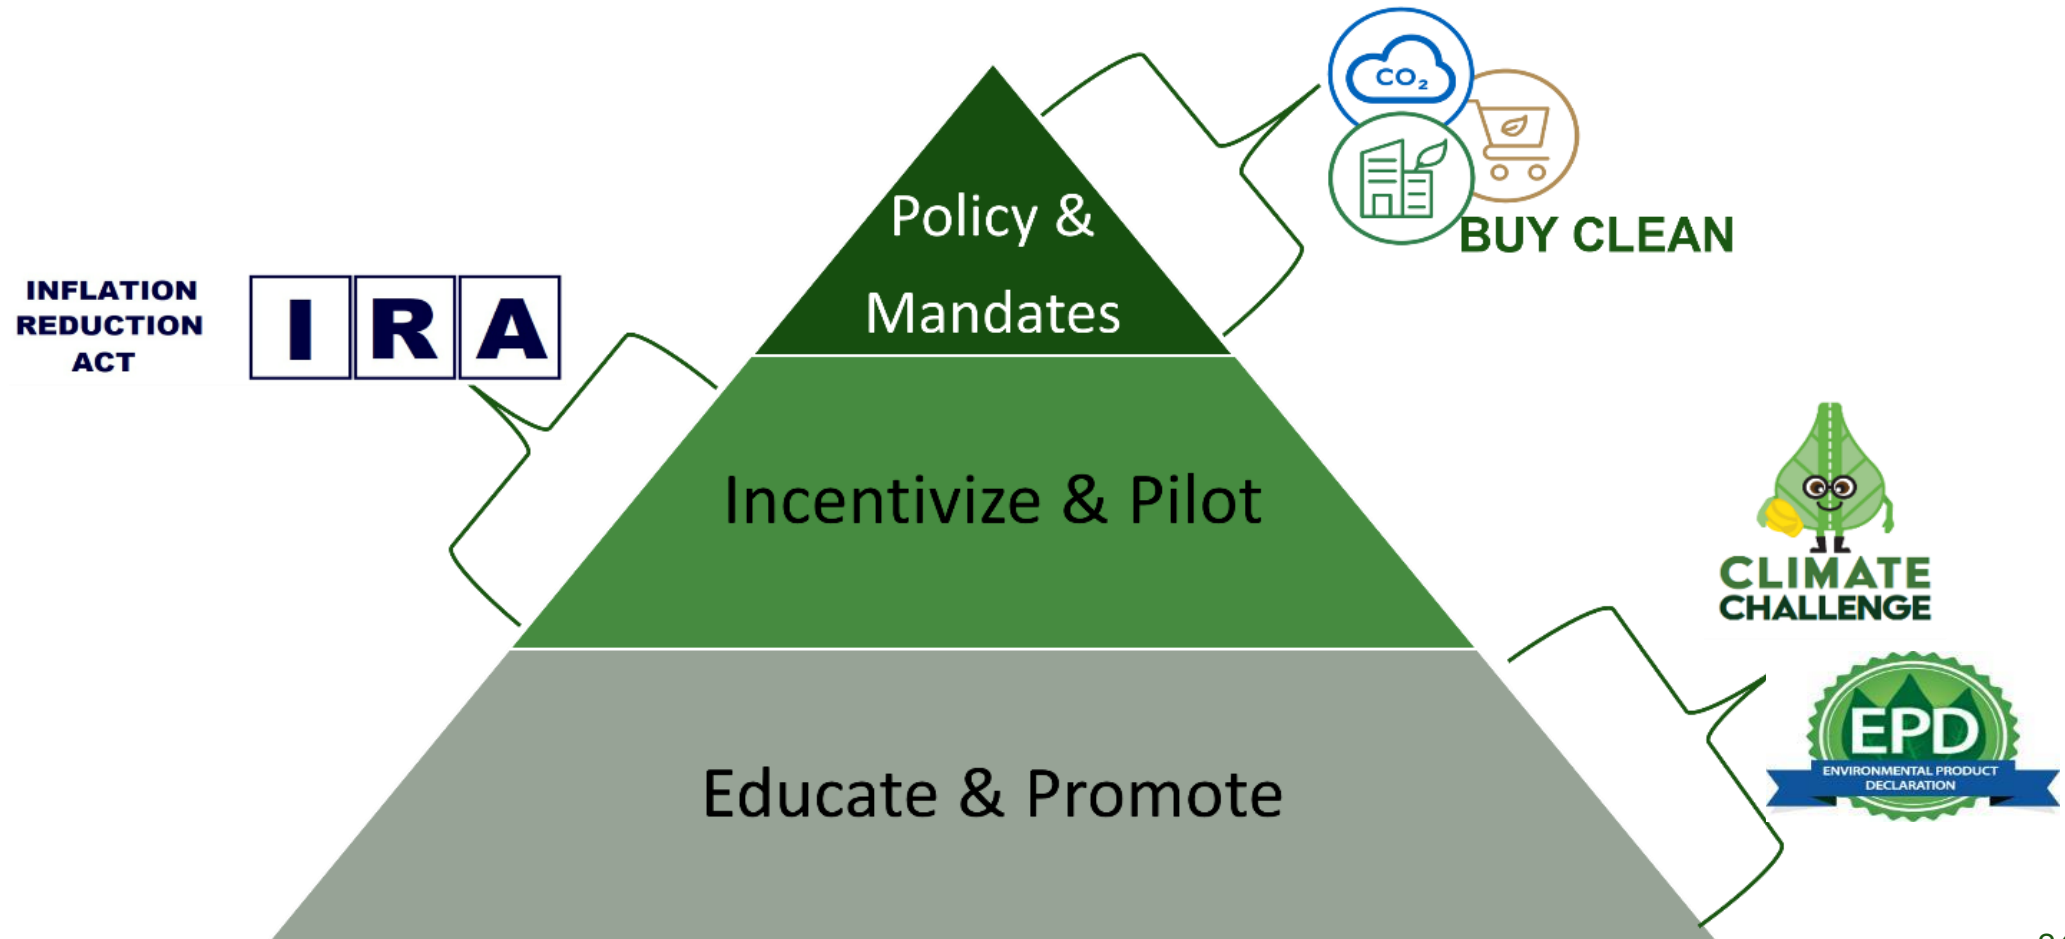 CO₂
BUY CLEAN
Policy &
Mandates
INFLATION
REDUCTION
ACT
I R A
Incentivize & Pilot
CLIMATE
CHALLENGE
EPD
ENVIRONMENTAL PRODUCT
DECLARATION
Educate & Promote